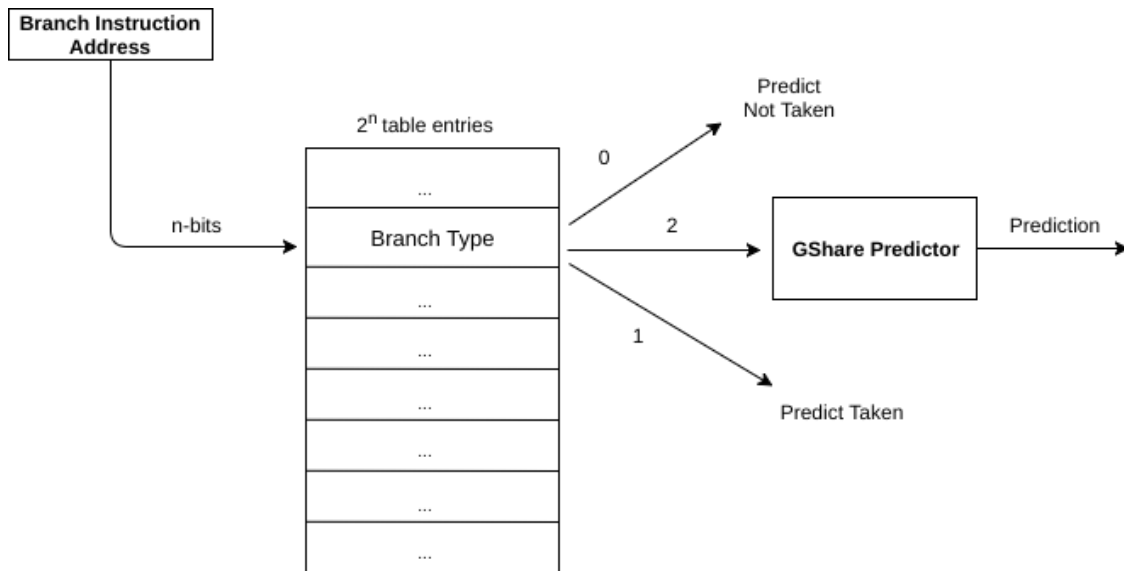 Branch Instruction
Address
Predict
Not Taken
2ⁿ table entries
0
...
n-bits
Branch Type
2
GShare Predictor
Prediction
...
1
...
...
Predict Taken
...
...
...